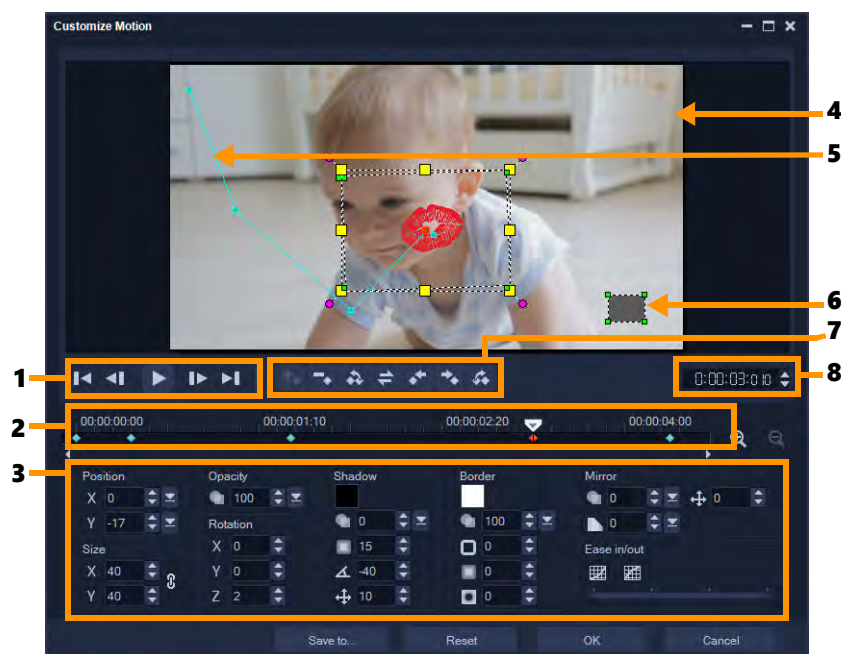 Customize Motion
4
5
6
7
1
8
0:00:03:010
2
00:00:00:00 00:00:01:10 00:00:02:20 00:00:04:00
3
Position Opacity Shadow Border Mirror
X 0 100 0 0
Y -17 Rotation 0 100 0
Size X 0 15 0 Ease in/out
X 40 Y 0 -40 0
Y 40 Z 2 10 0
Save to... Reset OK Cancel